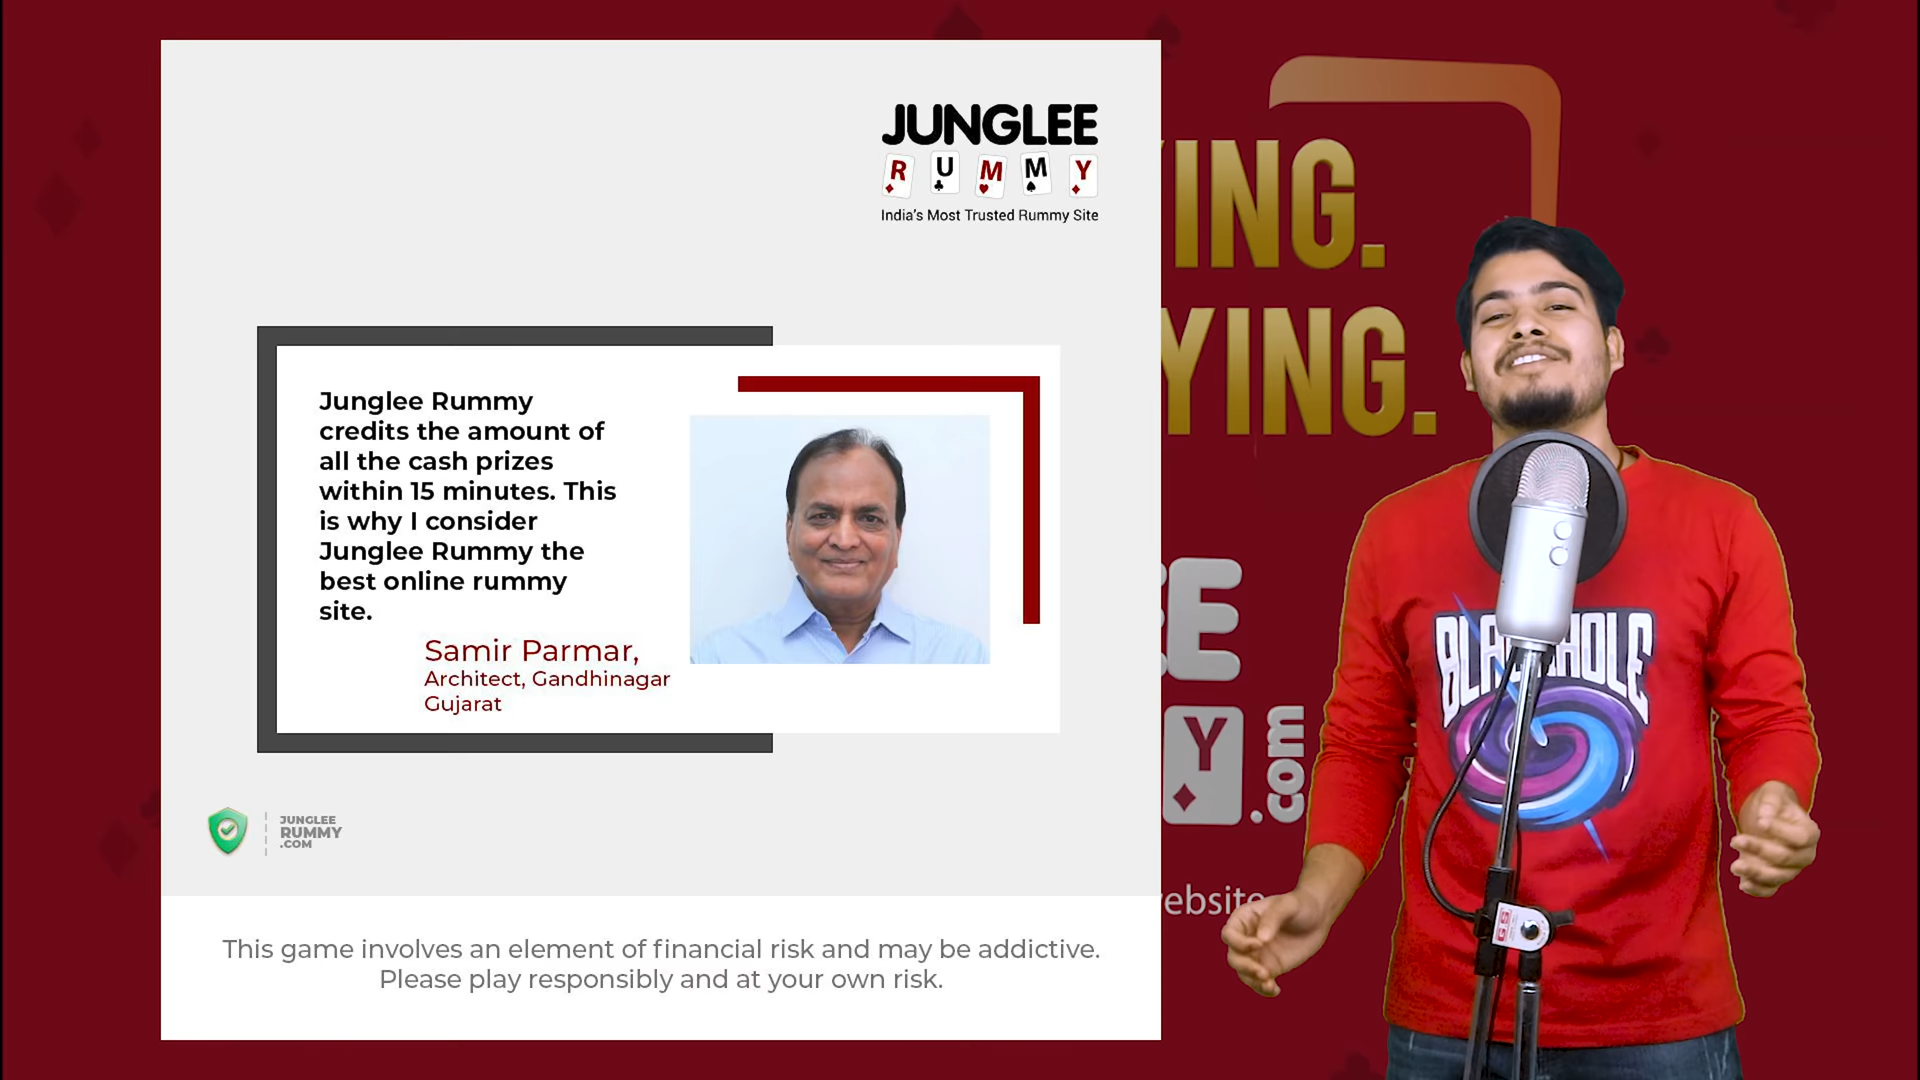 JUNGLEE
RUMMY
India's Most Trusted Rummy Site
Junglee Rummy
credits the amount of
all the cash prizes
within 15 minutes. This
is why I consider
Junglee Rummy the
best online rummy
site.
Samir Parmar,
Architect, Gandhinagar
Gujarat
JUNGLEE
RUMMY
.COM
This game involves an element of financial risk and may be addictive.
Please play responsibly and at your own risk.
YING.
YING.
EE
Y
.com
ebsite
BLACKHOLE
GS